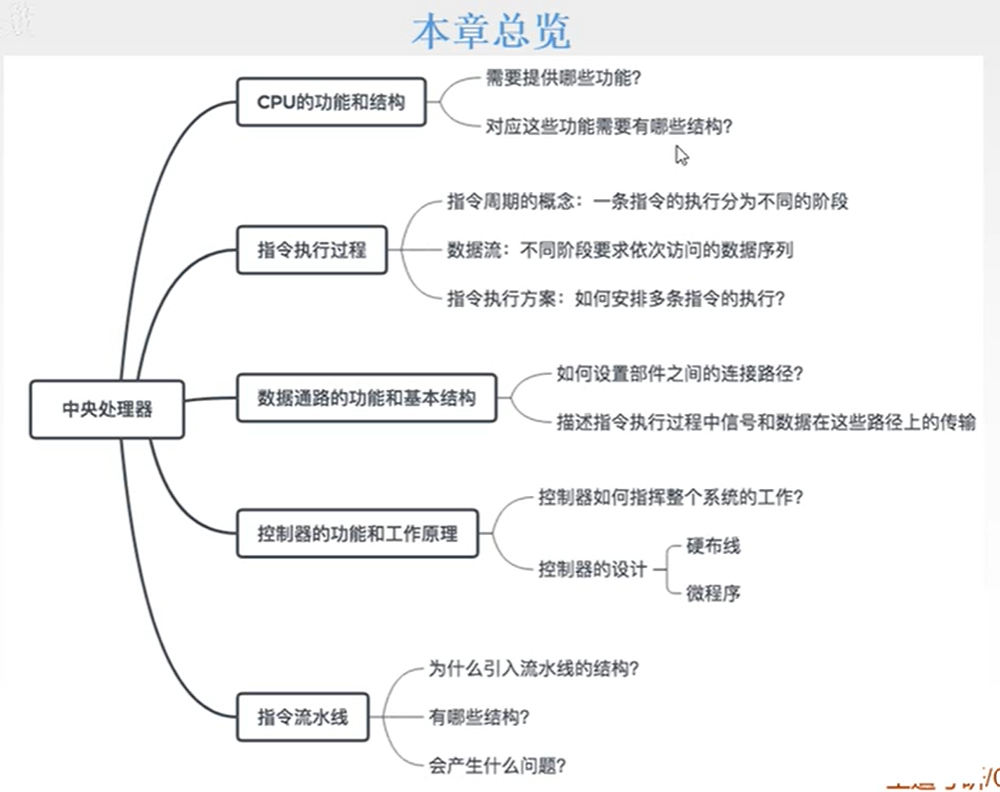 本章总览
CPU的功能和结构
需要提供哪些功能?
对应这些功能需要有哪些结构?
指令执行过程
指令周期的概念：一条指令的执行分为不同的阶段
数据流：不同阶段要求依次访问的数据序列
指令执行方案：如何安排多条指令的执行?
中央处理器
数据通路的功能和基本结构
如何设置部件之间的连接路径?
描述指令执行过程中信号和数据在这些路径上的传输
控制器的功能和工作原理
控制器如何指挥整个系统的工作?
控制器的设计
硬布线
微程序
指令流水线
为什么引入流水线的结构?
有哪些结构?
会产生什么问题?